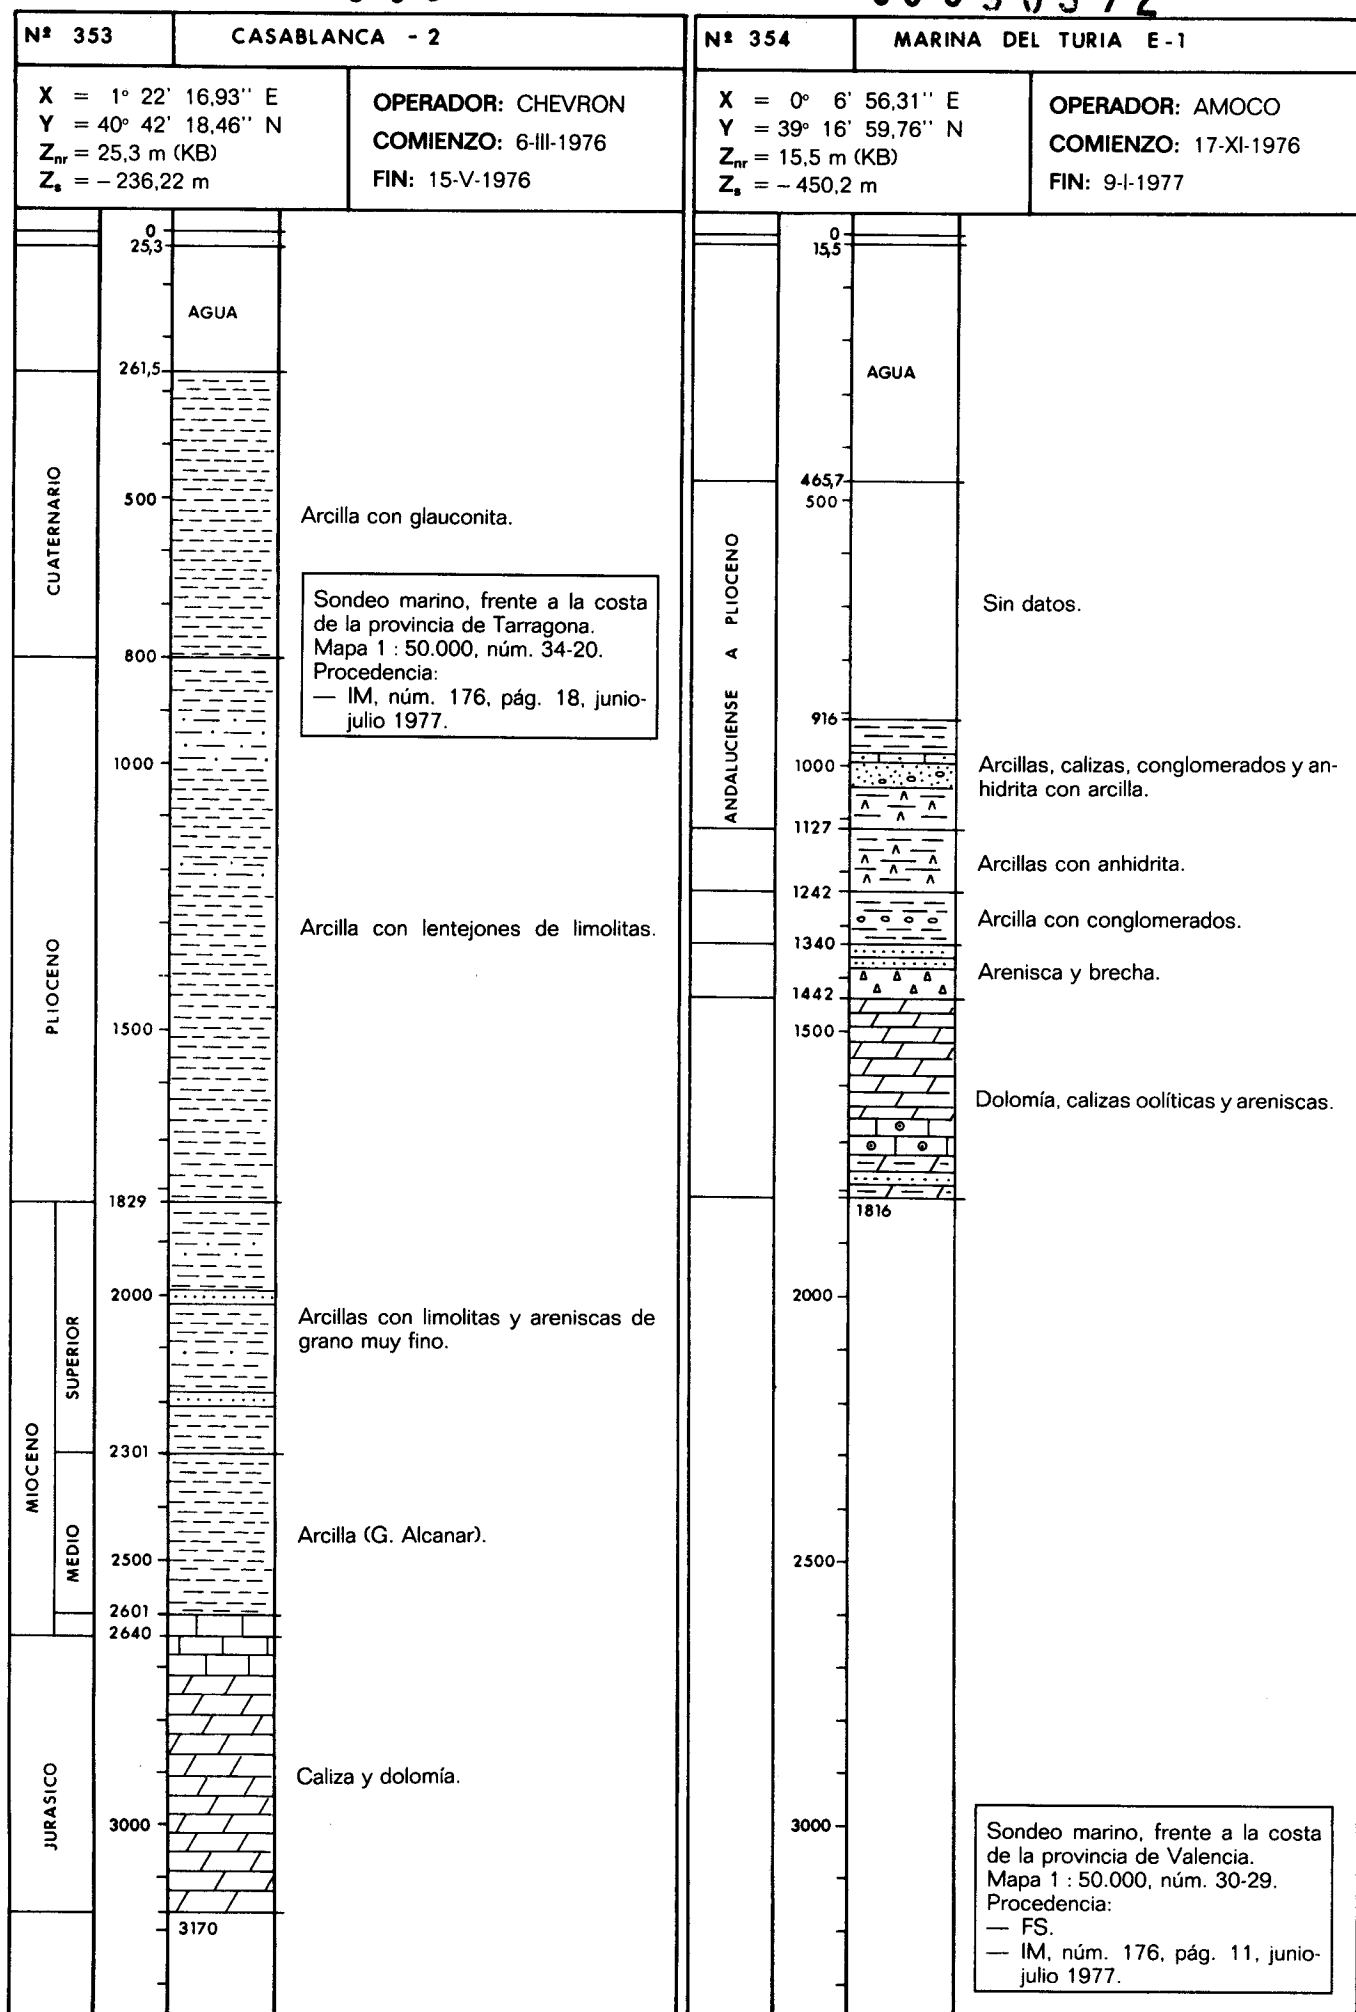 Nº 353
CASABLANCA - 2
X = 1° 22' 16,93'' E
Y = 40° 42' 18,46'' N
Znr = 25,3 m (KB)
Zs = – 236,22 m
OPERADOR: CHEVRON
COMIENZO: 6-III-1976
FIN: 15-V-1976
0
25,3
AGUA
261,5
CUATERNARIO
500
Arcilla con glauconita.
Sondeo marino, frente a la costa
de la provincia de Tarragona.
Mapa 1 : 50.000, núm. 34-20.
Procedencia:
— IM, núm. 176, pág. 18, junio-
julio 1977.
800
1000
PLIOCENO
Arcilla con lentejones de limolitas.
1500
1829
MIOCENO
SUPERIOR
2000
Arcillas con limolitas y areniscas de
grano muy fino.
2301
MEDIO
Arcilla (G. Alcanar).
2500
2601
2640
JURASICO
Caliza y dolomía.
3000
3170
Nº 354
MARINA DEL TURIA E-1
X = 0° 6' 56,31'' E
Y = 39° 16' 59,76'' N
Znr = 15,5 m (KB)
Zs = – 450,2 m
OPERADOR: AMOCO
COMIENZO: 17-XI-1976
FIN: 9-I-1977
0
15,5
AGUA
465,7
500
ANDALUCIENSE A PLIOCENO
Sin datos.
916
1000
Arcillas, calizas, conglomerados y an-
hidrita con arcilla.
1127
Arcillas con anhidrita.
1242
Arcilla con conglomerados.
1340
Arenisca y brecha.
1442
1500
Dolomía, calizas oolíticas y areniscas.
1816
2000
2500
3000
Sondeo marino, frente a la costa
de la provincia de Valencia.
Mapa 1 : 50.000, núm. 30-29.
Procedencia:
— FS.
— IM, núm. 176, pág. 11, junio-
julio 1977.